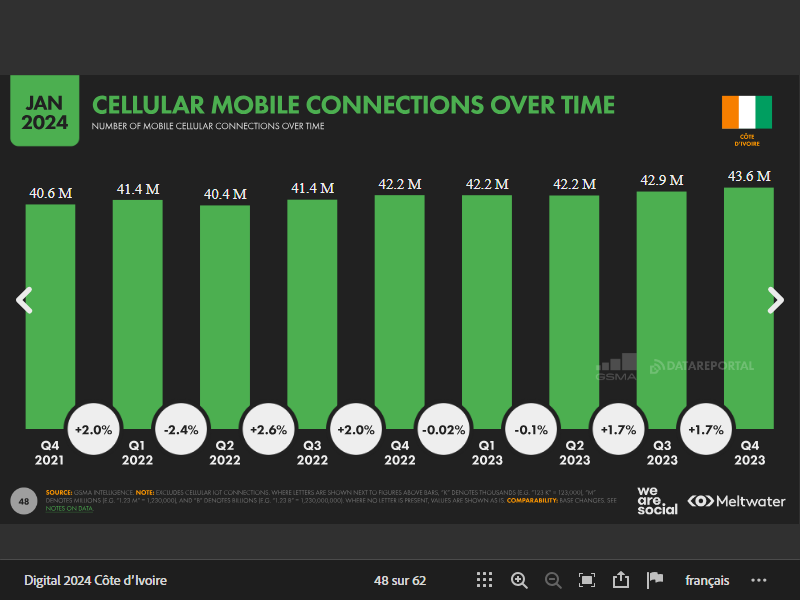 JAN
2024
CELLULAR MOBILE CONNECTIONS OVER TIME
NUMBER OF MOBILE CELLULAR CONNECTIONS OVER TIME
CÔTE
D'IVOIRE
40.6 M
41.4 M
40.4 M
41.4 M
42.2 M
42.2 M
42.2 M
42.9 M
43.6 M
GSMA
DATAREPORTAL
+2.0%
-2.4%
+2.6%
+2.0%
-0.02%
-0.1%
+1.7%
+1.7%
Q4
2021
Q1
2022
Q2
2022
Q3
2022
Q4
2022
Q1
2023
Q2
2023
Q3
2023
Q4
2023
48
SOURCE: GSMA INTELLIGENCE. NOTE: EXCLUDES CELLULAR IOT CONNECTIONS. WHERE LETTERS ARE SHOWN NEXT TO FIGURES ABOVE BARS, "K" DENOTES THOUSANDS (E.G. "123 K" = 123,000), "M"
DENOTES MILLIONS (E.G. "1.23 M" = 1,230,000), AND "B" DENOTES BILLIONS (E.G. "1.23 B" = 1,230,000,000). WHERE NO LETTER IS PRESENT, VALUES ARE SHOWN AS IS. COMPARABILITY: BASE CHANGES. SEE
NOTES ON DATA.
we
are.
social
Meltwater
Digital 2024 Côte d'Ivoire
48 sur 62
français